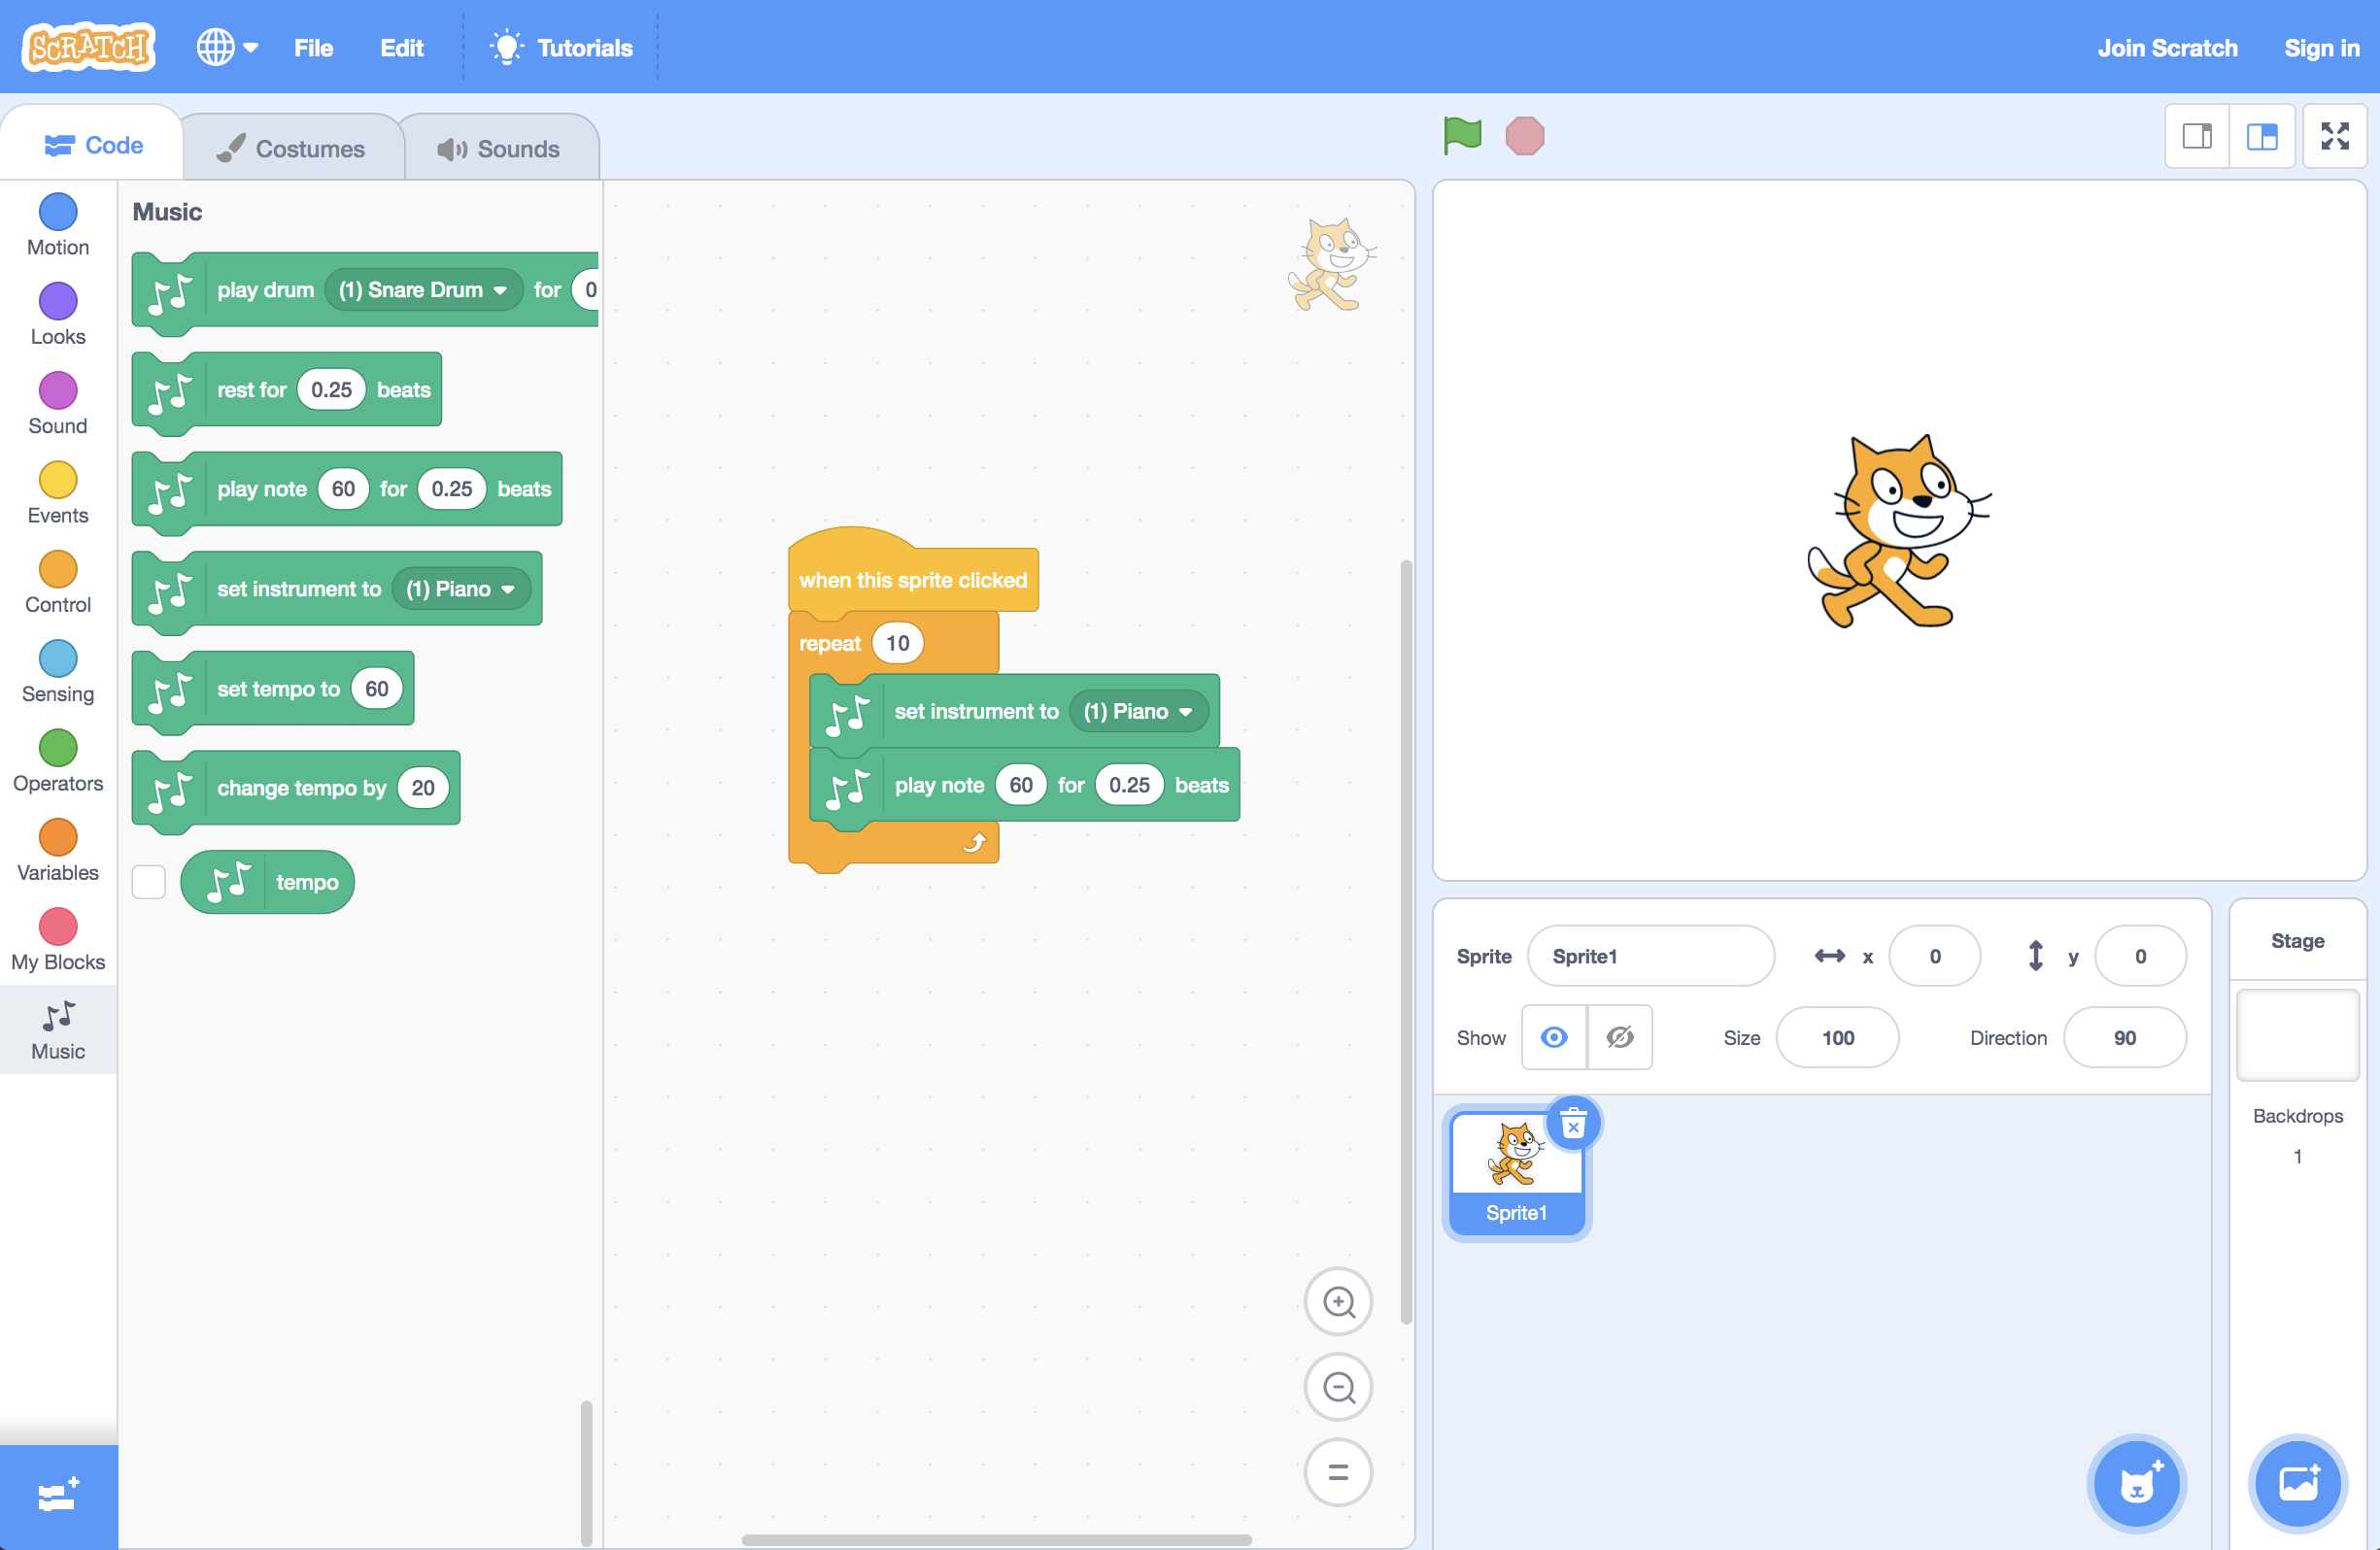 SCRATCH File Edit Tutorials Join Scratch Sign in
Code Costumes Sounds
Motion
Looks
Sound
Events
Control
Sensing
Operators
Variables
My Blocks
Music
Music
play drum (1) Snare Drum for 0
rest for 0.25 beats
play note 60 for 0.25 beats
set instrument to (1) Piano
set tempo to 60
change tempo by 20
tempo
when this sprite clicked
repeat 10
set instrument to (1) Piano
play note 60 for 0.25 beats
Sprite Sprite1 x 0 y 0
Show Size 100 Direction 90
Sprite1
Stage
Backdrops
1